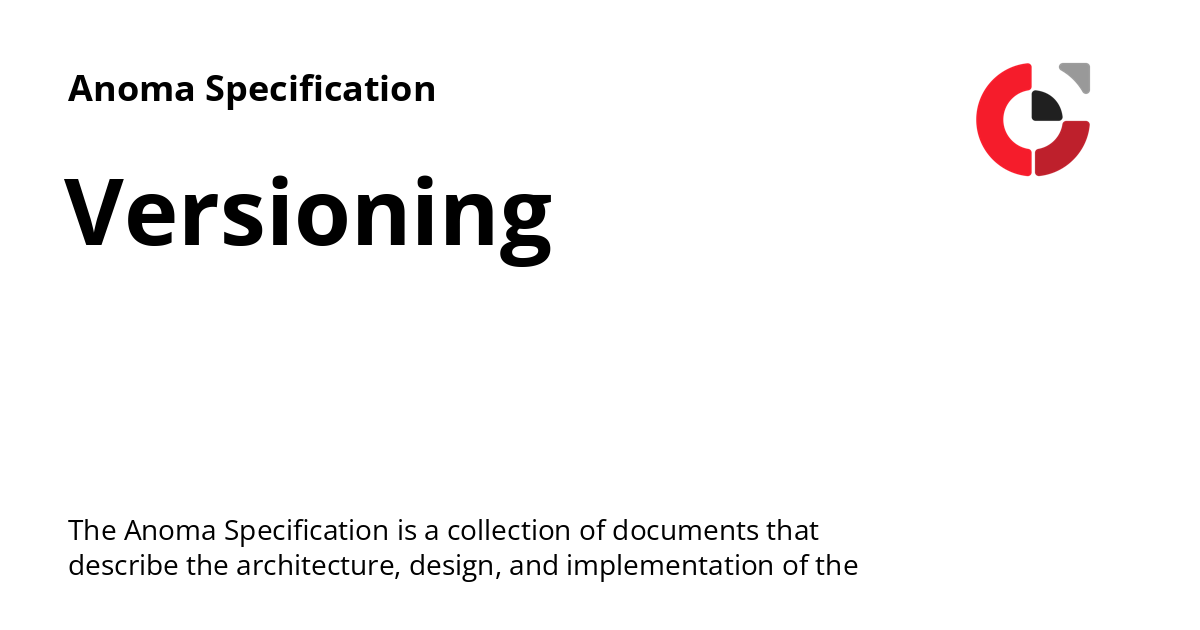 Anoma Specification
Versioning
The Anoma Specification is a collection of documents that
describe the architecture, design, and implementation of the